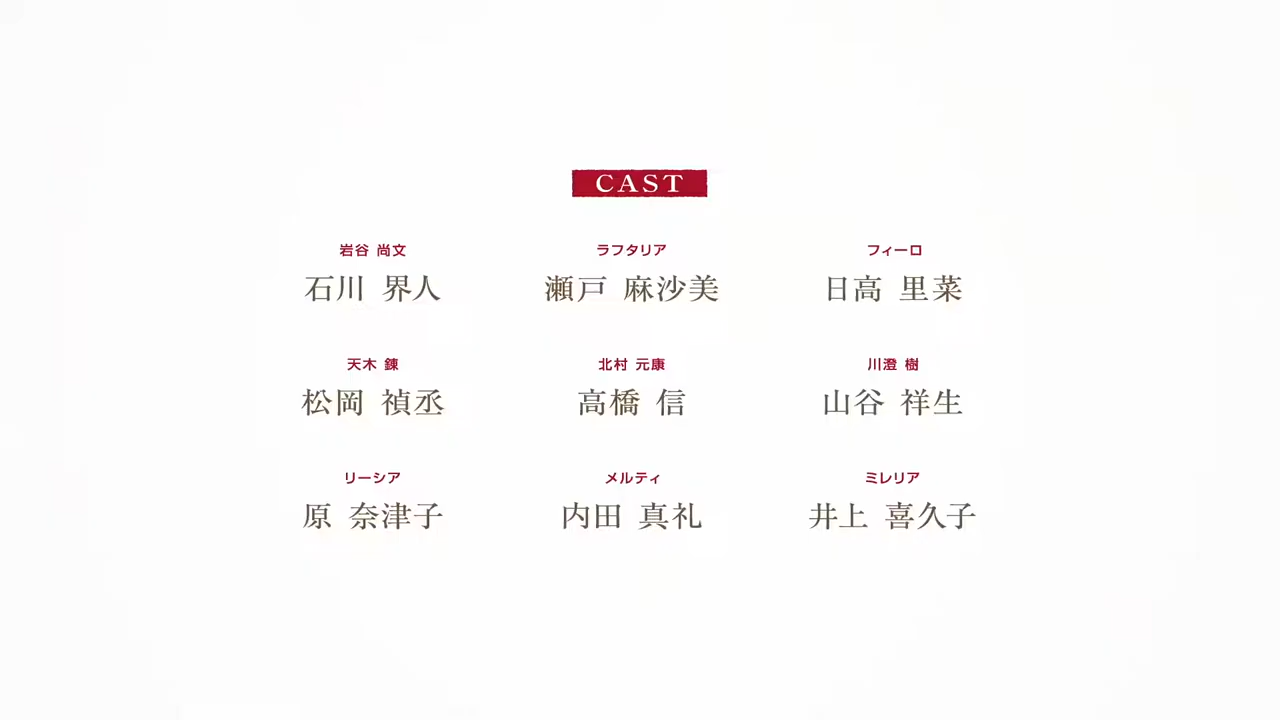 CAST
岩谷 尚文
ラフタリア
フィーロ
石川 界人
瀬戸 麻沙美
日高 里菜
天木 錬
北村 元康
川澄 樹
松岡 禎丞
高橋 信
山谷 祥生
リーシア
メルティ
ミレリア
原 奈津子
内田 真礼
井上 喜久子